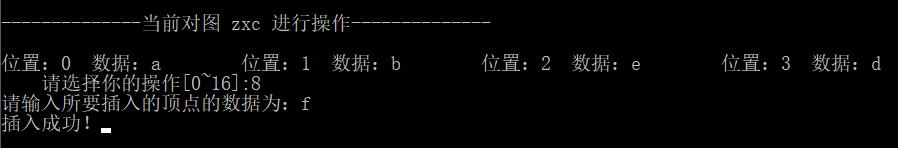 --------------当前对图 zxc 进行操作--------------
位置：0 数据：a 位置：1 数据：b 位置：2 数据：e 位置：3 数据：d
请选择你的操作[0~16]:8
请输入所要插入的顶点的数据为：f
插入成功！